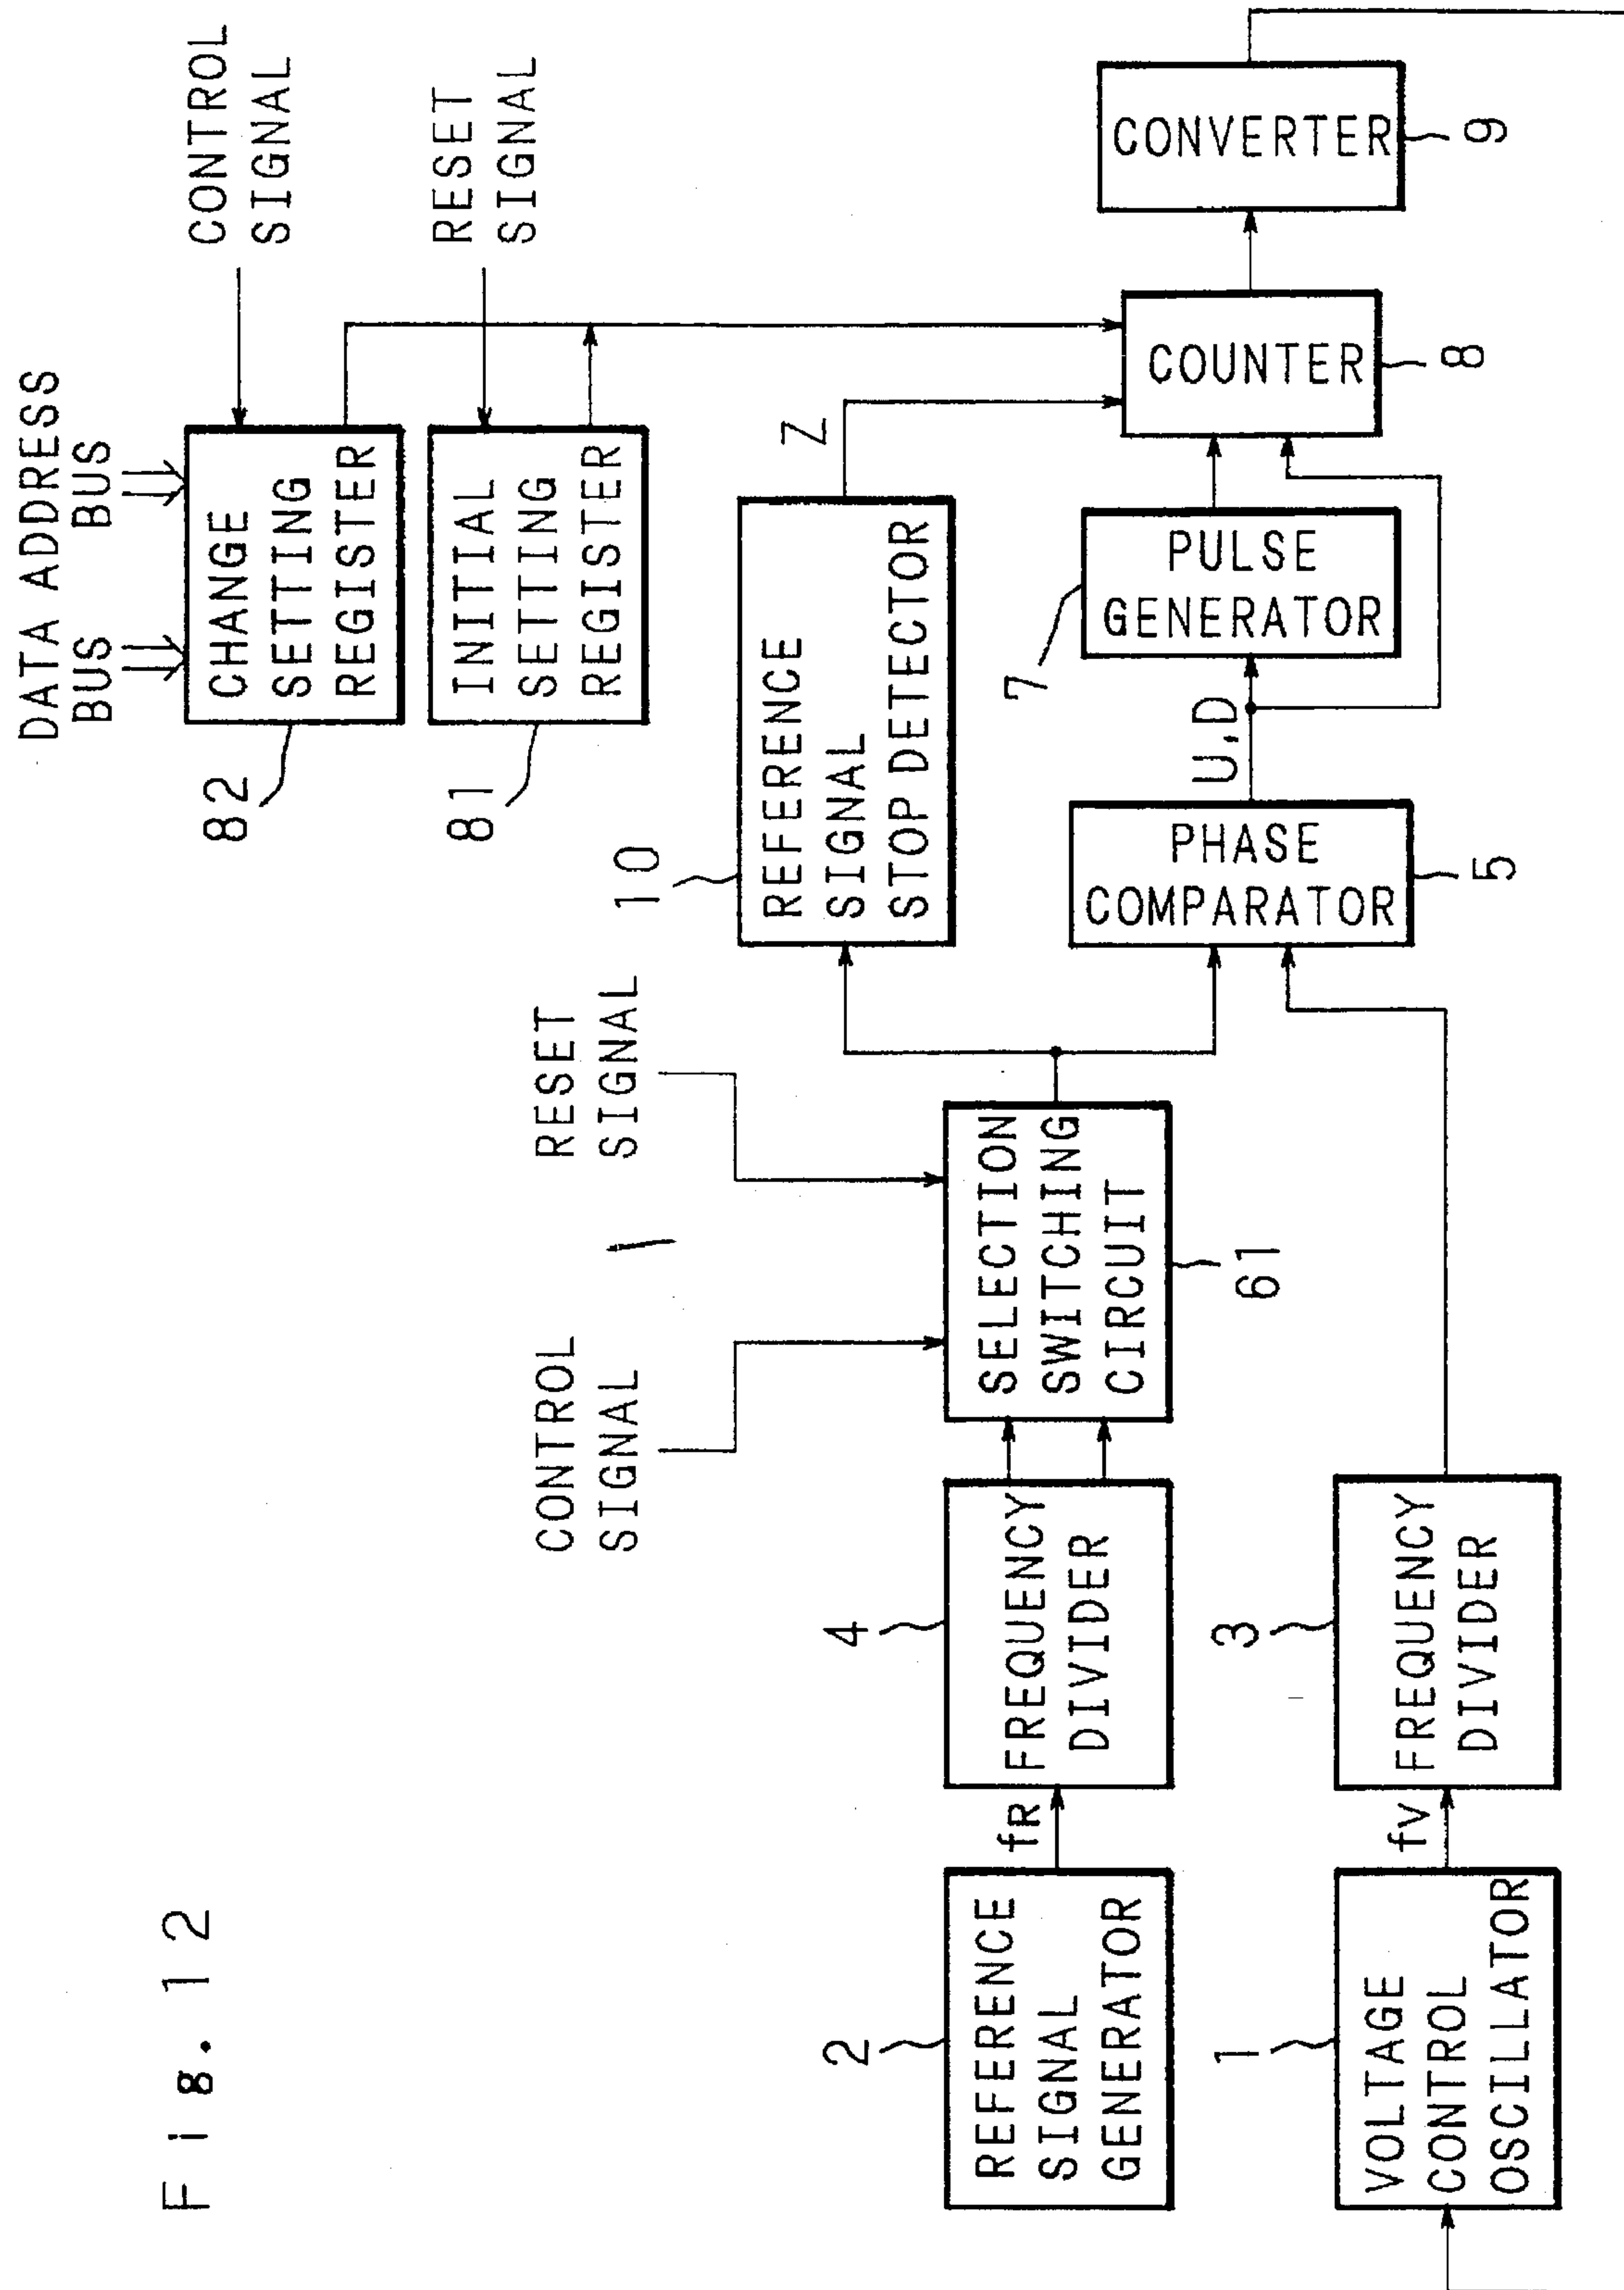 Fig. 12
DATA ADDRESS
BUS BUS
CONTROL
SIGNAL
82
CHANGE
SETTING
REGISTER
RESET
SIGNAL
81
INITIAL
SETTING
REGISTER
CONTROL
SIGNAL
RESET
SIGNAL
10
REFERENCE
SIGNAL
STOP DETECTOR
Z
2
REFERENCE
SIGNAL
GENERATOR
fR
4
FREQUENCY
DIVIDER
SELECTION
SWITCHING
CIRCUIT
61
PHASE
COMPARATOR
5
U,D
7
PULSE
GENERATOR
COUNTER
8
CONVERTER
9
1
VOLTAGE
CONTROL
OSCILLATOR
fV
3
FREQUENCY
DIVIDER